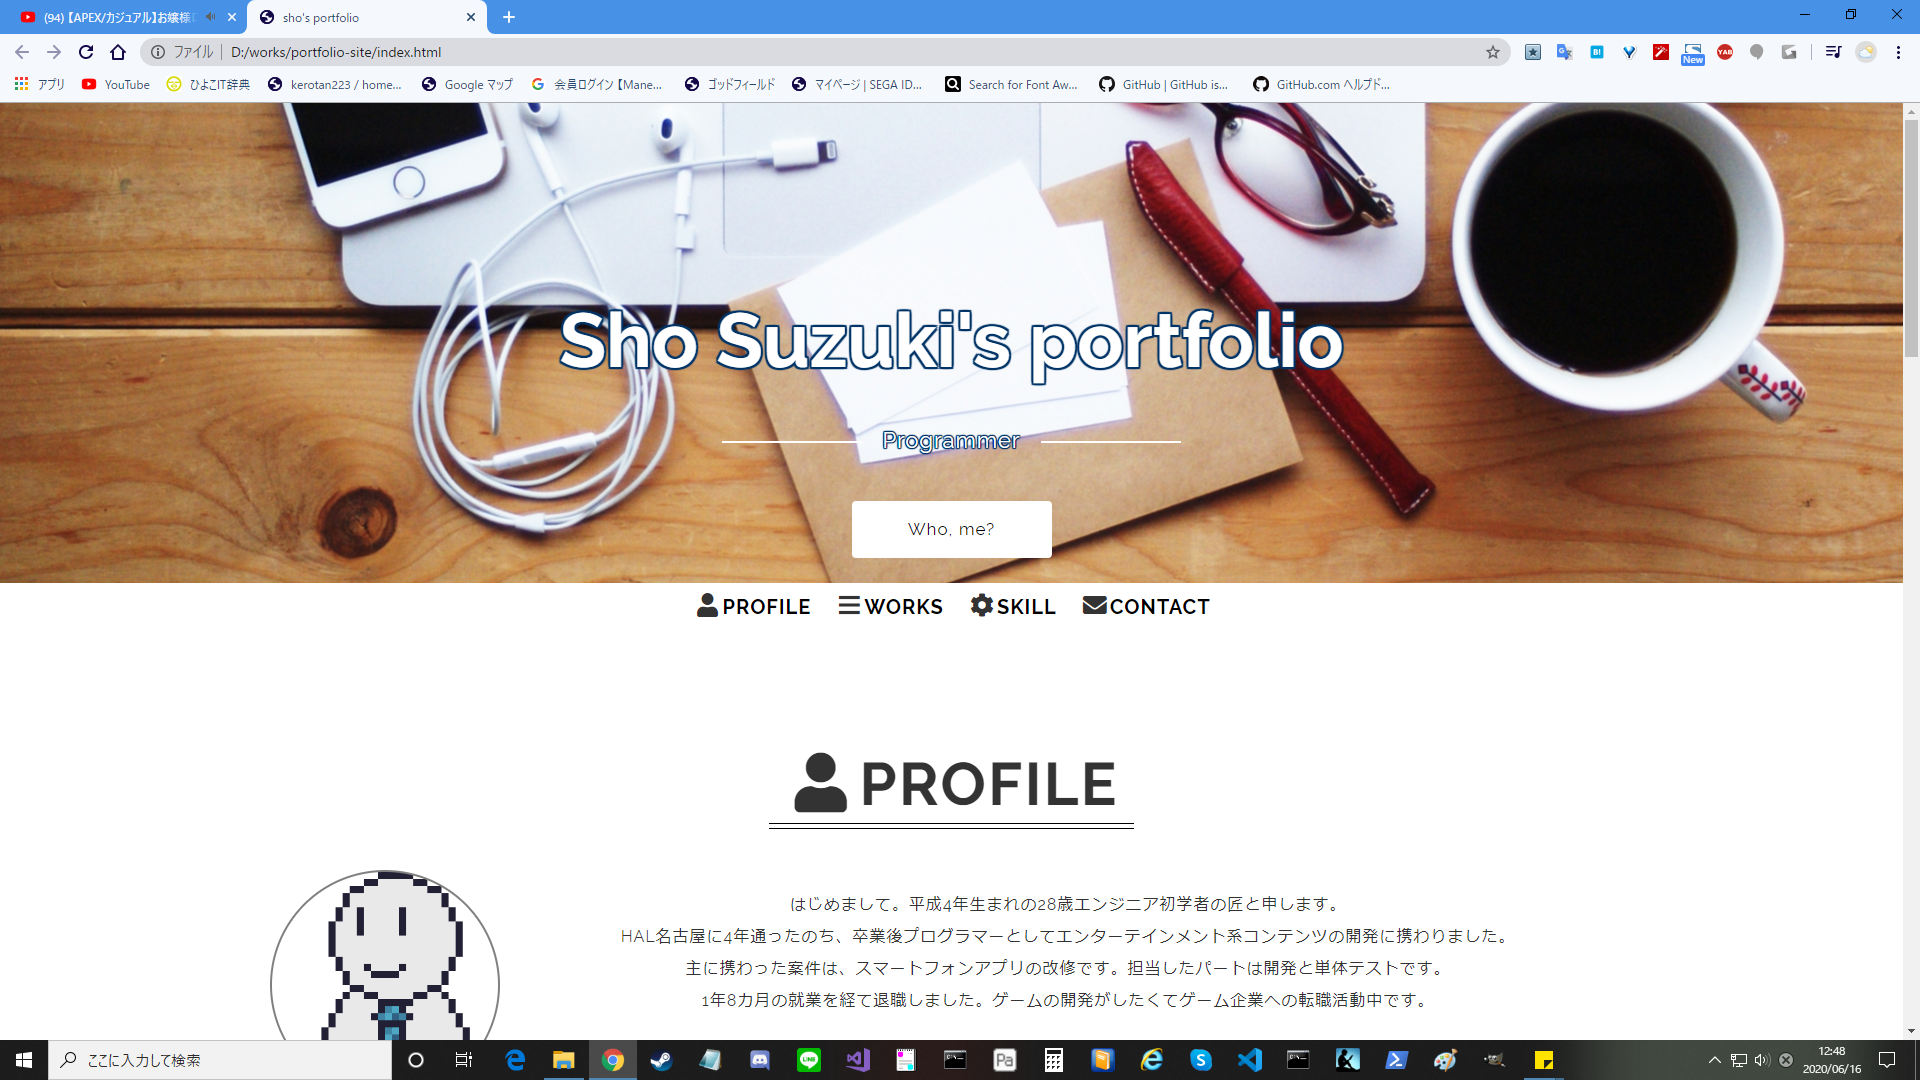 (94) 【APEX/カジュアル】お嬢様
sho's portfolio
ファイル
D:/works/portfolio-site/index.html
New
アプリ
YouTube
ひよこIT辞典
kerotan223 / home...
Google マップ
会員ログイン 【Mane...
ゴッドフィールド
マイページ | SEGA ID...
Search for Font Aw...
GitHub | GitHub is...
GitHub.com ヘルプド...
Sho Suzuki's portfolio
Programmer
Who, me?
PROFILE
WORKS
SKILL
CONTACT
PROFILE
はじめまして。平成4年生まれの28歳エンジニア初学者の匠と申します。
HAL名古屋に4年通ったのち、卒業後プログラマーとしてエンターテインメント系コンテンツの開発に携わりました。
主に携わった案件は、スマートフォンアプリの改修です。担当したパートは開発と単体テストです。
1年8カ月の就業を経て退職しました。ゲームの開発がしたくてゲーム企業への転職活動中です。
ここに入力して検索
12:48
2020/06/16